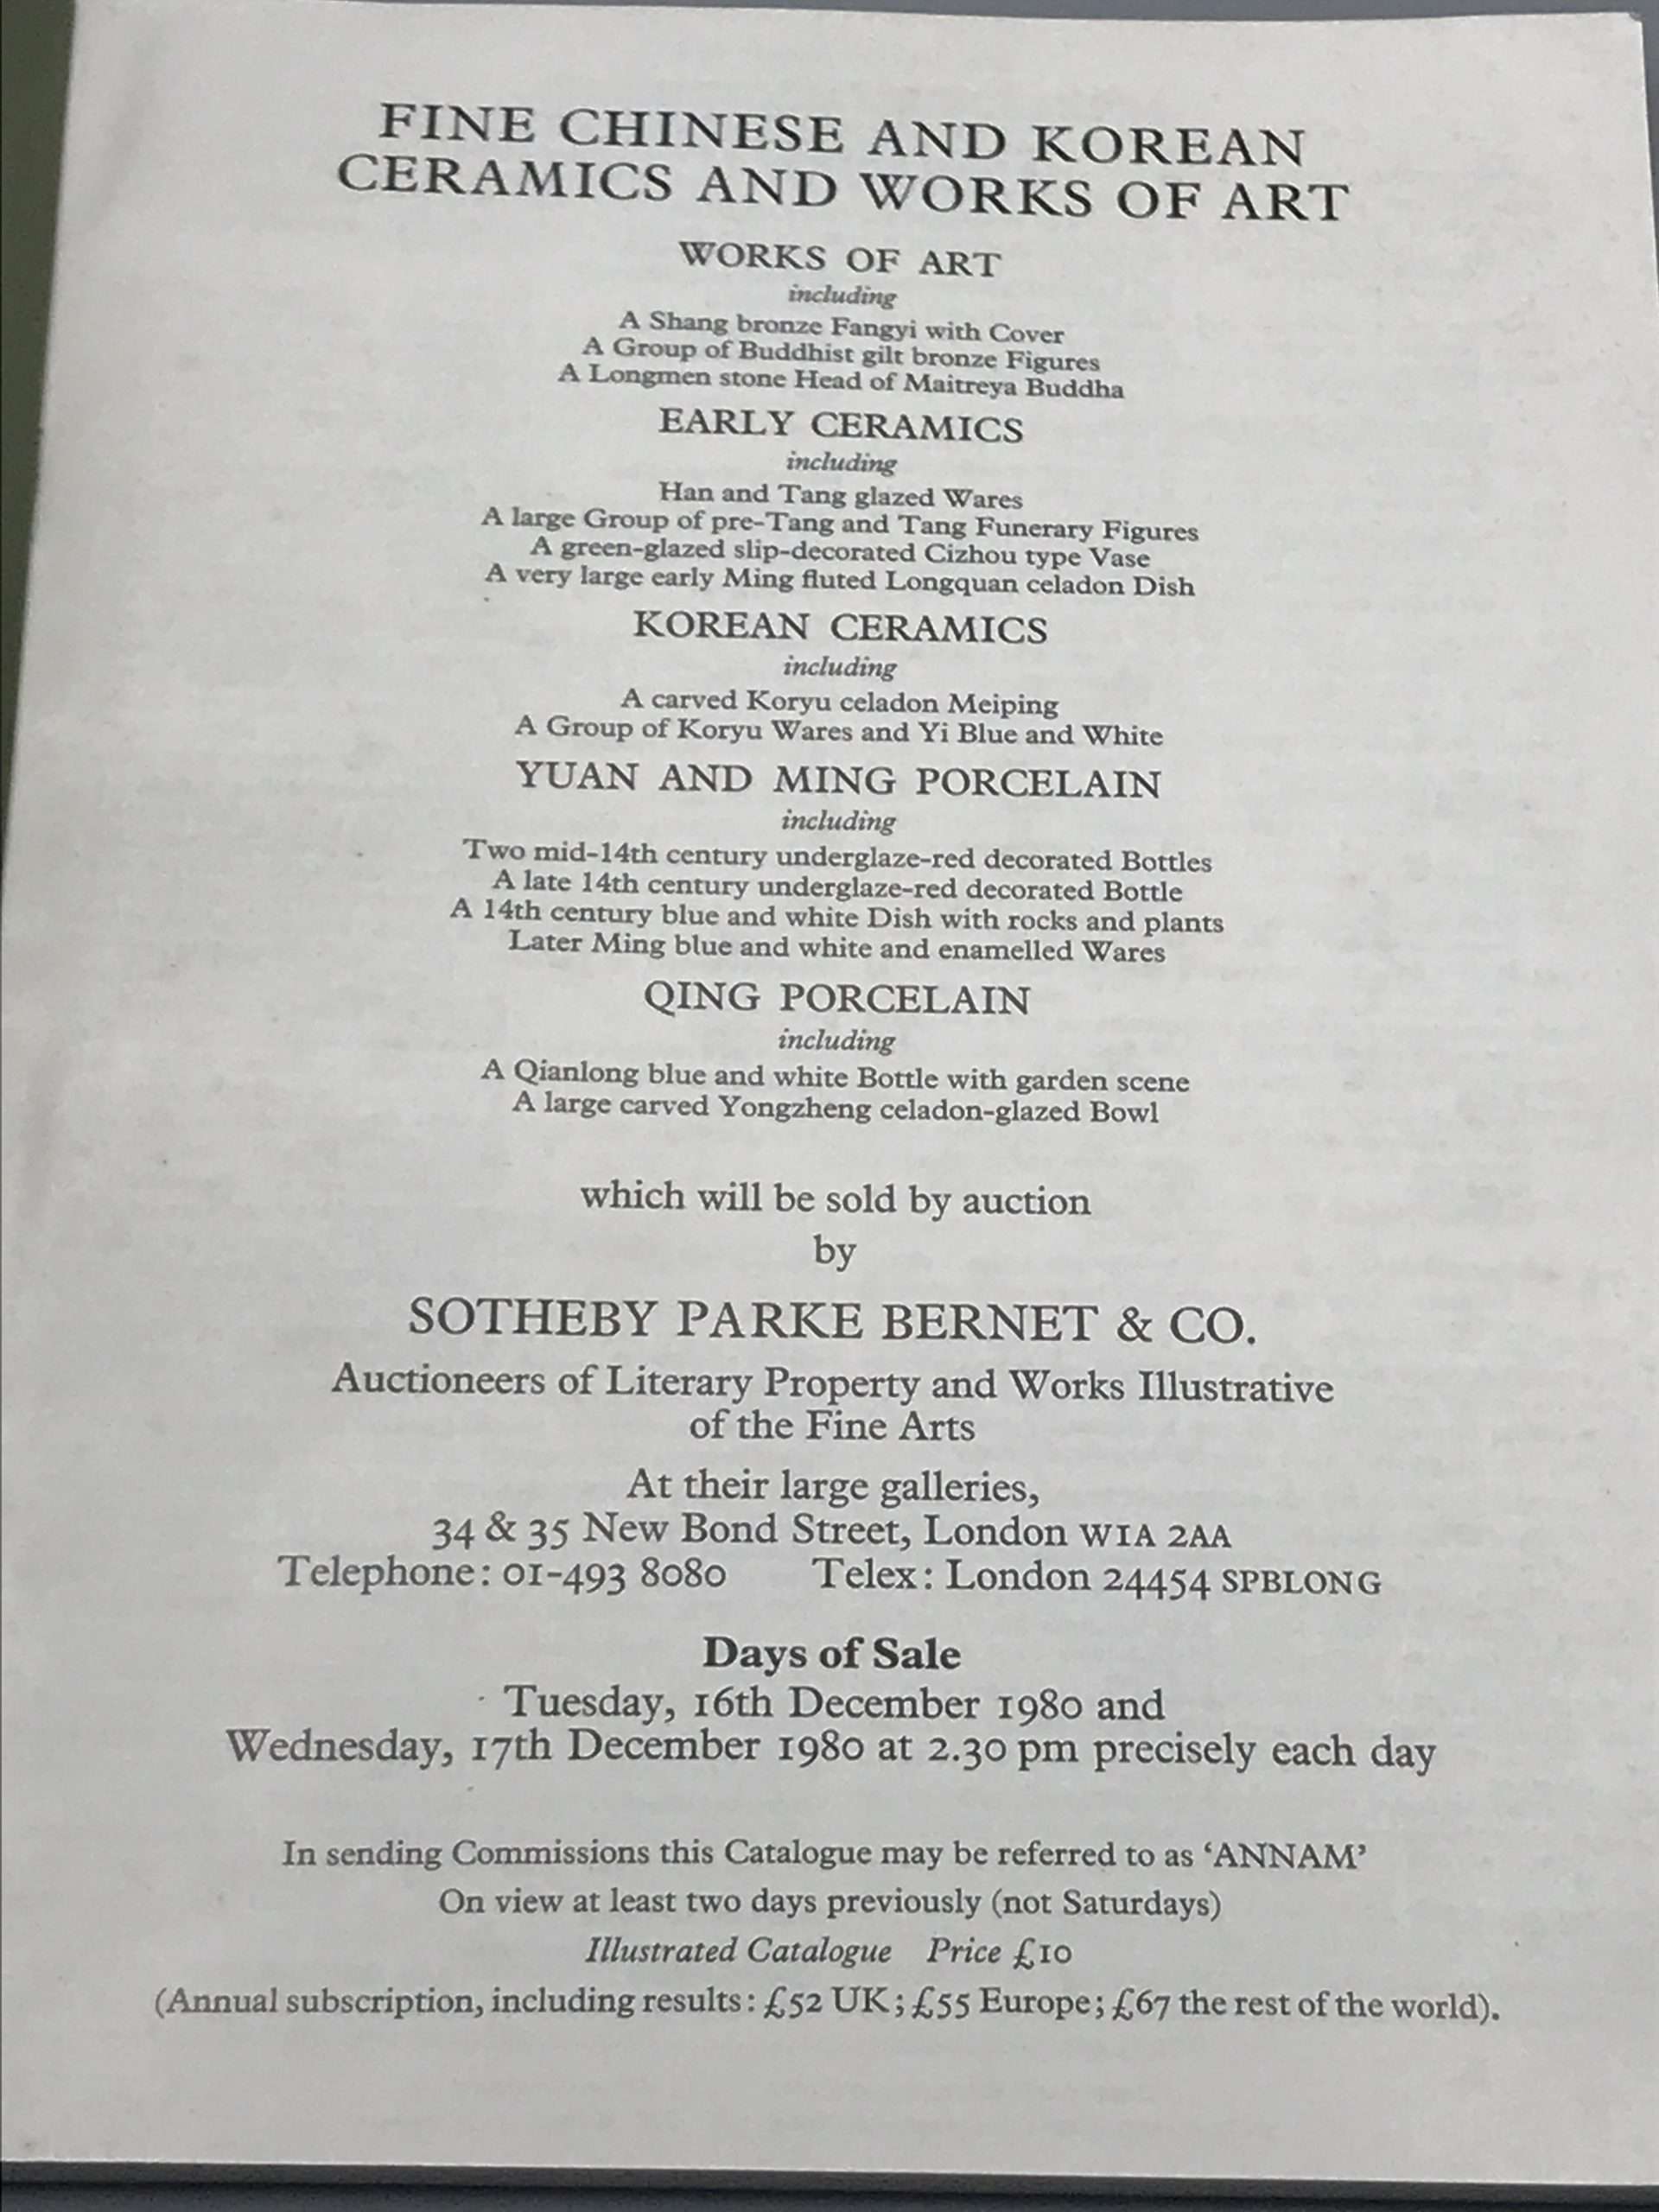 FINE CHINESE AND KOREAN
CERAMICS AND WORKS OF ART
WORKS OF ART
including
A Shang bronze Fangyi with Cover
A Group of Buddhist gilt bronze Figures
A Longmen stone Head of Maitreya Buddha
EARLY CERAMICS
including
Han and Tang glazed Wares
A large Group of pre-Tang and Tang Funerary Figures
A green-glazed slip-decorated Cizhou type Vase
A very large early Ming fluted Longquan celadon Dish
KOREAN CERAMICS
including
A carved Koryu celadon Meiping
A Group of Koryu Wares and Yi Blue and White
YUAN AND MING PORCELAIN
including
Two mid-14th century underglaze-red decorated Bottles
A late 14th century underglaze-red decorated Bottle
A 14th century blue and white Dish with rocks and plants
Later Ming blue and white and enamelled Wares
QING PORCELAIN
including
A Qianlong blue and white Bottle with garden scene
A large carved Yongzheng celadon-glazed Bowl
which will be sold by auction
by
SOTHEBY PARKE BERNET & CO.
Auctioneers of Literary Property and Works Illustrative
of the Fine Arts
At their large galleries,
34 & 35 New Bond Street, London W1A 2AA
Telephone: 01-493 8080 Telex: London 24454 SPBLONG
Days of Sale
Tuesday, 16th December 1980 and
Wednesday, 17th December 1980 at 2.30 pm precisely each day
In sending Commissions this Catalogue may be referred to as ‘ANNAM’
On view at least two days previously (not Saturdays)
Illustrated Catalogue Price £10
(Annual subscription, including results: £52 UK; £55 Europe; £67 the rest of the world).